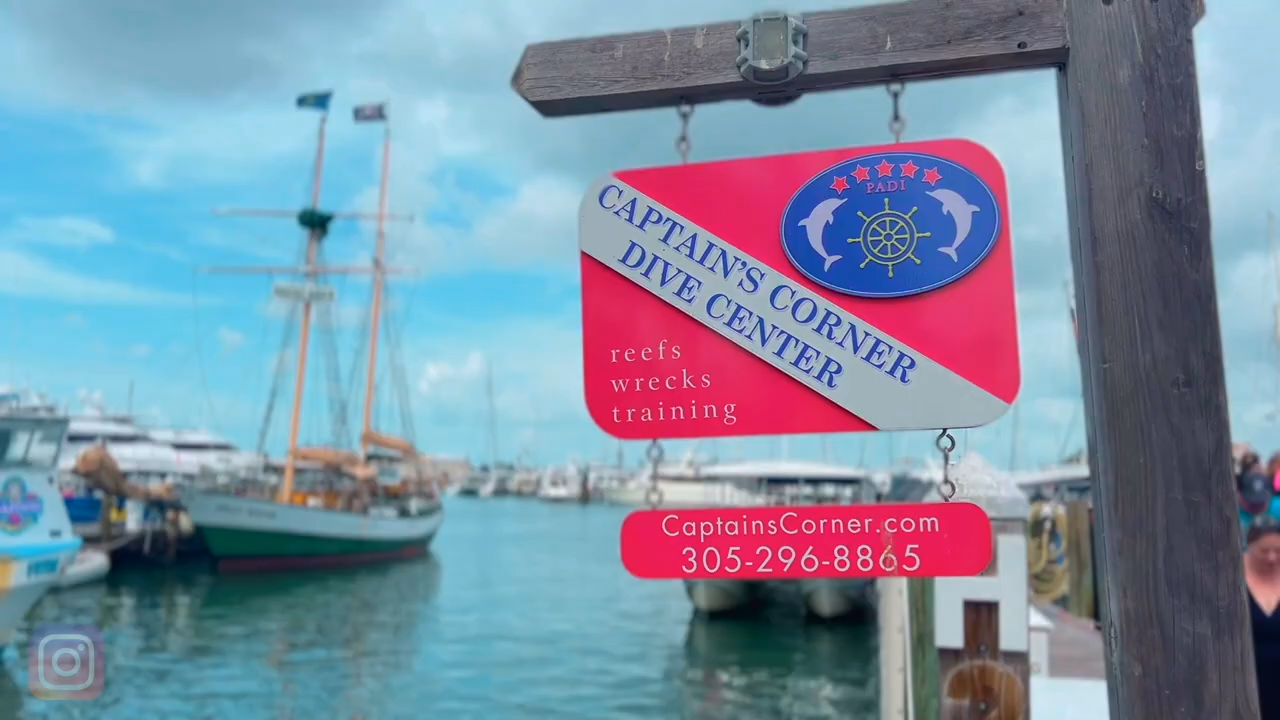 PADI
CAPTAIN'S CORNER
DIVE CENTER
reefs
wrecks
training
CaptainsCorner.com
305-296-8865